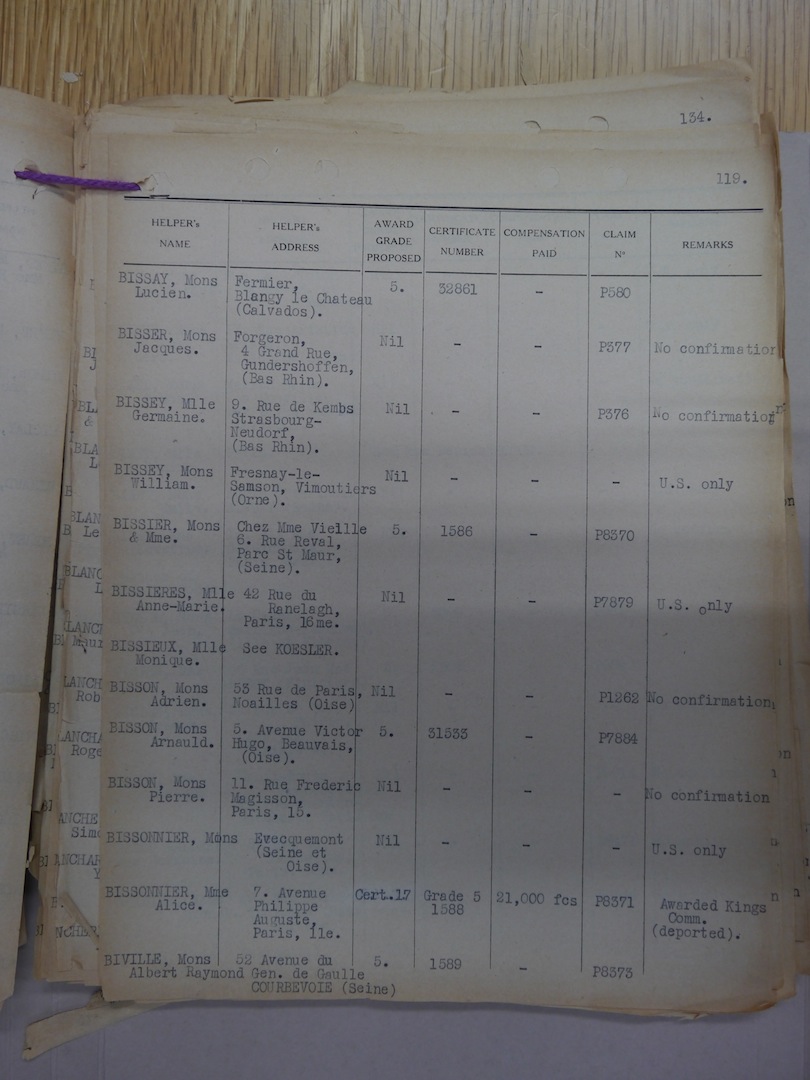 134.
119.
HELPER's NAME HELPER's ADDRESS AWARD GRADE PROPOSED CERTIFICATE NUMBER COMPENSATION PAID CLAIM Nº REMARKS
BISSAY, Mons Fermier, 5. 32861 - P580
Lucien. Blangy le Chateau
(Calvados).
BISSER, Mons Forgeron, Nil - - P377 No confirmation
Jacques. 4 Grand Rue,
Gundershoffen,
(Bas Rhin).
BISSEY, Mlle 9. Rue de Kembs Nil - - P376 No confirmation
Germaine. Strasbourg-
Neudorf,
(Bas Rhin).
BISSEY, Mons Fresnay-le- Nil - - - U.S. only
William. Samson, Vimoutiers
(Orne).
BISSIER, Mons Chez Mme Vieille 5. 1586 - P8370
& Mme. 6. Rue Reval,
Parc St Maur,
(Seine).
BISSIERES, Mlle 42 Rue du Nil - - P7879 U.S. only
Anne-Marie. Ranelagh,
Paris, 16me.
BISSIEUX, Mlle See KOESLER.
Monique.
BISSON, Mons 53 Rue de Paris, Nil - - P1262 No confirmation
Adrien. Noailles (Oise)
BISSON, Mons 5. Avenue Victor 5. 31533 - P7884
Arnauld. Hugo, Beauvais,
(Oise).
BISSON, Mons 11. Rue Frederic Nil - - - No confirmation
Pierre. Magisson,
Paris, 15.
BISSONNIER, Mons Evecquemont Nil - - - U.S. only
(Seine et
Oise).
BISSONNIER, Mme 7. Avenue Cert.17 Grade 5 21,000 fcs P8371 Awarded Kings
Alice. Philippe 1588 Comm.
Auguste, (deported).
Paris, 11e.
BIVILLE, Mons 52 Avenue du 5. 1589 - P8373
Albert Raymond Gen. de Gaulle
COURBEVOIE (Seine)